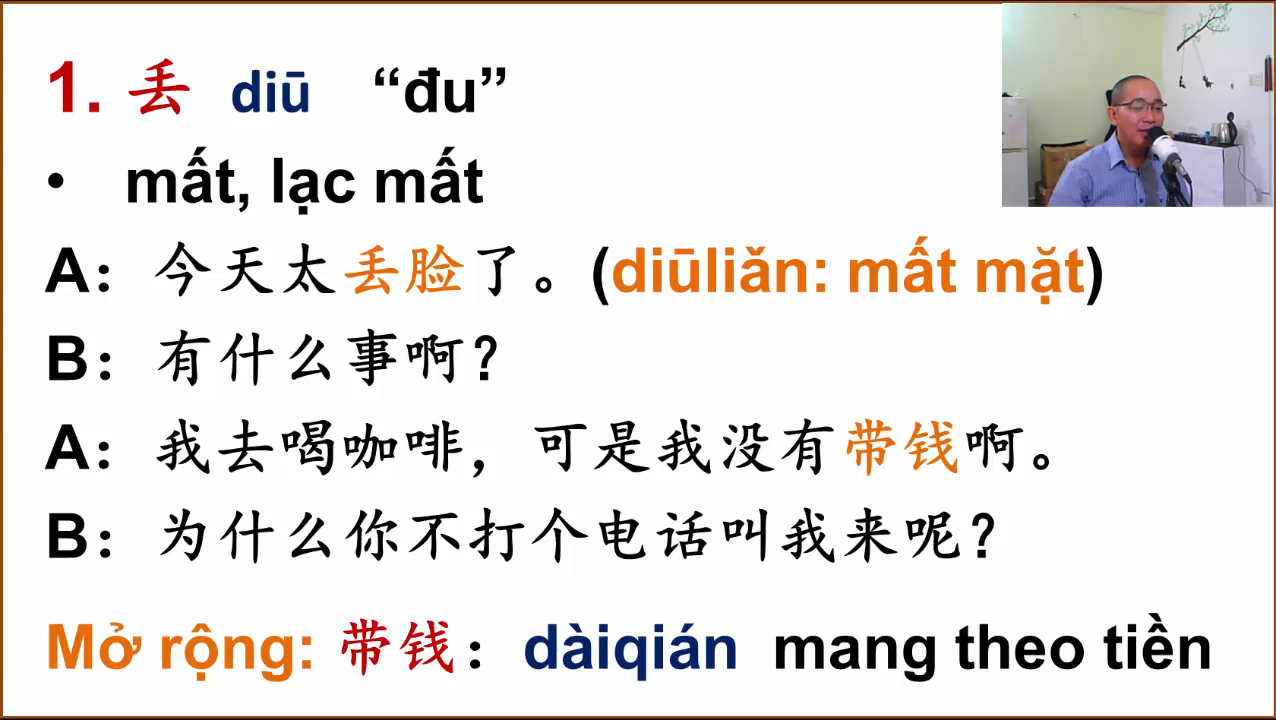 1. 丢 diū “đu”
• mất, lạc mất
A：今天太丢脸了。(diūliǎn: mất mặt)
B：有什么事啊？
A：我去喝咖啡，可是我没有带钱啊。
B：为什么你不打个电话叫我来呢？
Mở rộng: 带钱：dàiqián mang theo tiền